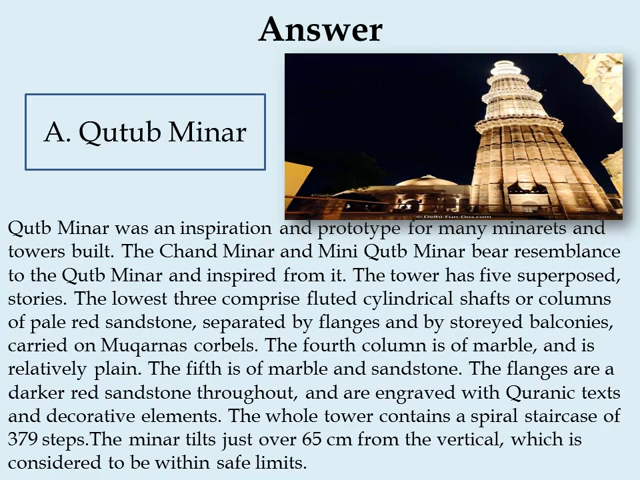 Answer
A. Qutub Minar
© Delhi-Fun-Dos.com
Qutb Minar was an inspiration and prototype for many minarets and
towers built. The Chand Minar and Mini Qutb Minar bear resemblance
to the Qutb Minar and inspired from it. The tower has five superposed,
stories. The lowest three comprise fluted cylindrical shafts or columns
of pale red sandstone, separated by flanges and by storeyed balconies,
carried on Muqarnas corbels. The fourth column is of marble, and is
relatively plain. The fifth is of marble and sandstone. The flanges are a
darker red sandstone throughout, and are engraved with Quranic texts
and decorative elements. The whole tower contains a spiral staircase of
379 steps.The minar tilts just over 65 cm from the vertical, which is
considered to be within safe limits.